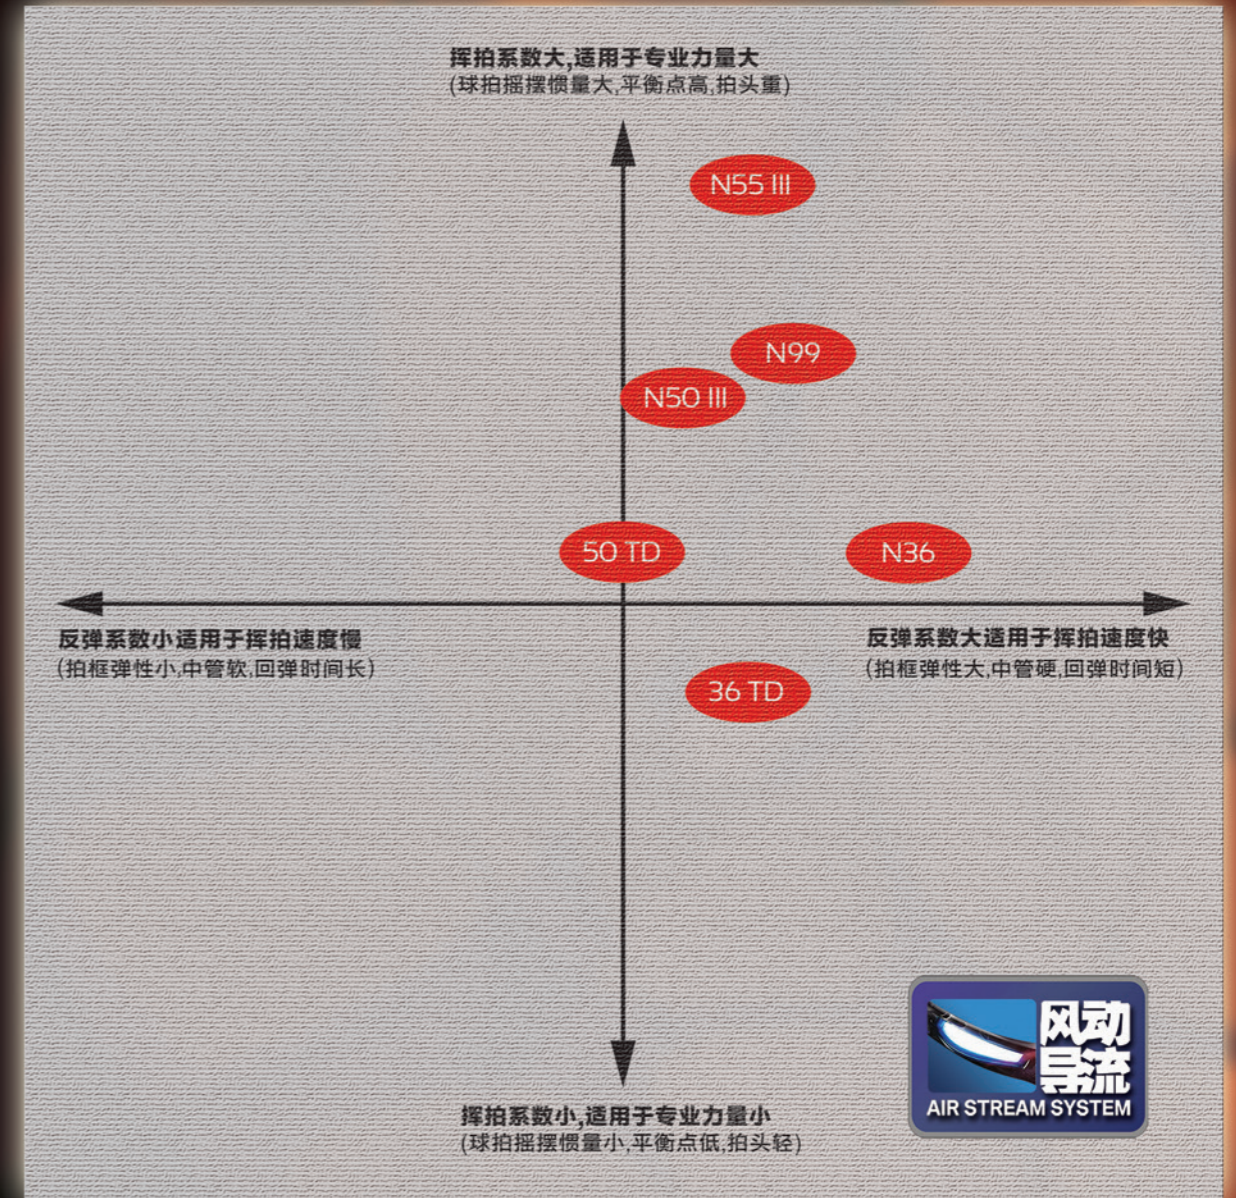 挥拍系数大,适用于专业力量大
(球拍摇摆惯量大,平衡点高,拍头重)
N55 III
N99
N50 III
50 TD
N36
反弹系数小适用于挥拍速度慢
(拍框弹性小,中管软,回弹时间长)
反弹系数大适用于挥拍速度快
(拍框弹性大,中管硬,回弹时间短)
36 TD
风动
导流
AIR STREAM SYSTEM
挥拍系数小,适用于专业力量小
(球拍摇摆惯量小,平衡点低,拍头轻)